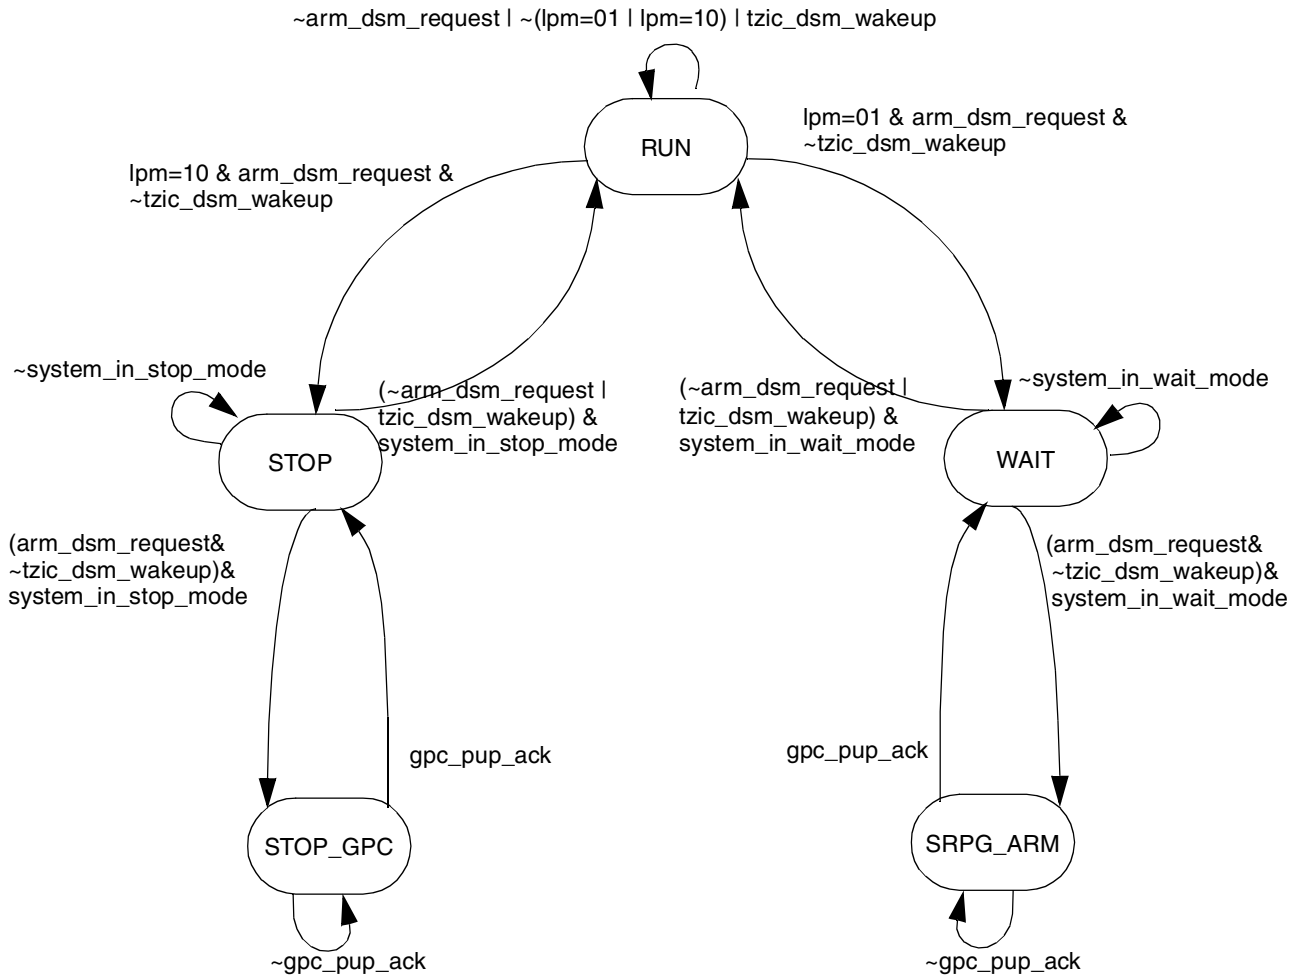 ~arm_dsm_request | ~(lpm=01 | lpm=10) | tzic_dsm_wakeup
RUN
lpm=01 & arm_dsm_request &
~tzic_dsm_wakeup
lpm=10 & arm_dsm_request &
~tzic_dsm_wakeup
~system_in_stop_mode
(~arm_dsm_request |
tzic_dsm_wakeup) &
system_in_stop_mode
(~arm_dsm_request |
tzic_dsm_wakeup) &
system_in_wait_mode
~system_in_wait_mode
STOP
WAIT
(arm_dsm_request&
~tzic_dsm_wakeup)&
system_in_stop_mode
(arm_dsm_request&
~tzic_dsm_wakeup)&
system_in_wait_mode
gpc_pup_ack
gpc_pup_ack
STOP_GPC
SRPG_ARM
~gpc_pup_ack
~gpc_pup_ack